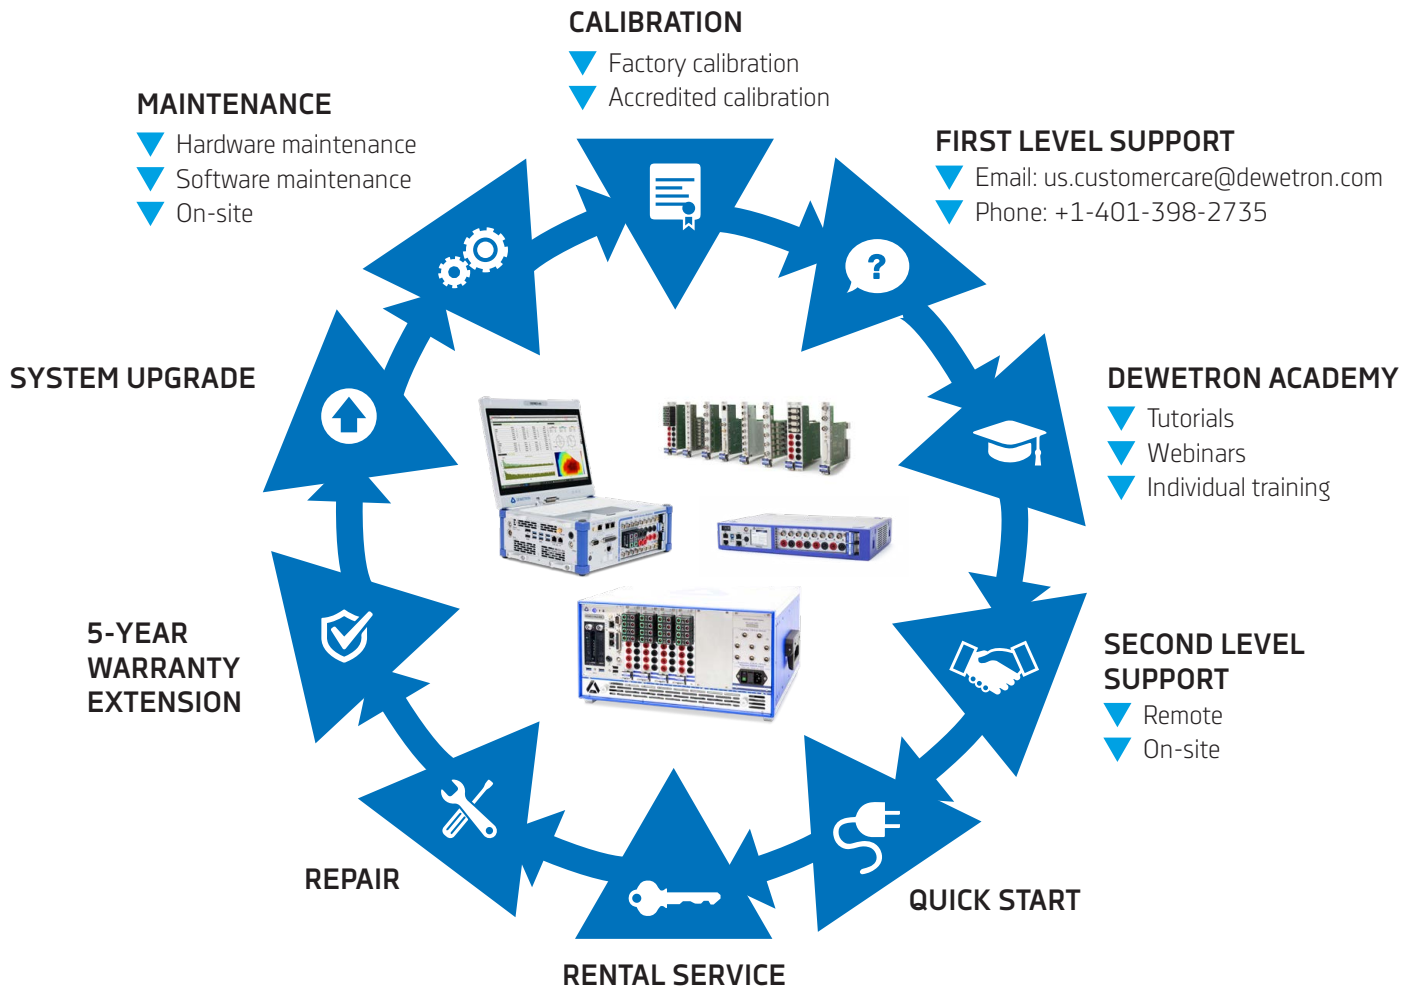 CALIBRATION
Factory calibration
Accredited calibration
MAINTENANCE
Hardware maintenance
Software maintenance
On-site
FIRST LEVEL SUPPORT
Email: us.customercare@dewetron.com
Phone: +1-401-398-2735
?
SYSTEM UPGRADE
DEWETRON ACADEMY
Tutorials
Webinars
Individual training
5-YEAR
WARRANTY
EXTENSION
SECOND LEVEL
SUPPORT
Remote
On-site
REPAIR
QUICK START
RENTAL SERVICE